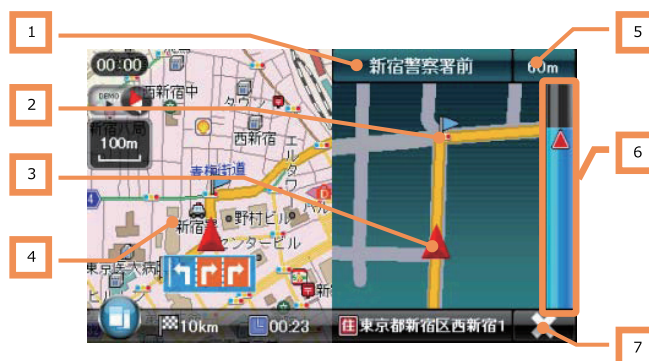 1
新宿警察署前
60m
5
00:00
DEMO
西新宿中
タウン
新宿八局
西新宿
エルタワー
100m
2
青梅街道
6
3
4
新宿署
野村ビル
センタービル
東京医大病
10km
00:23
住 東京都新宿区西新宿1
7